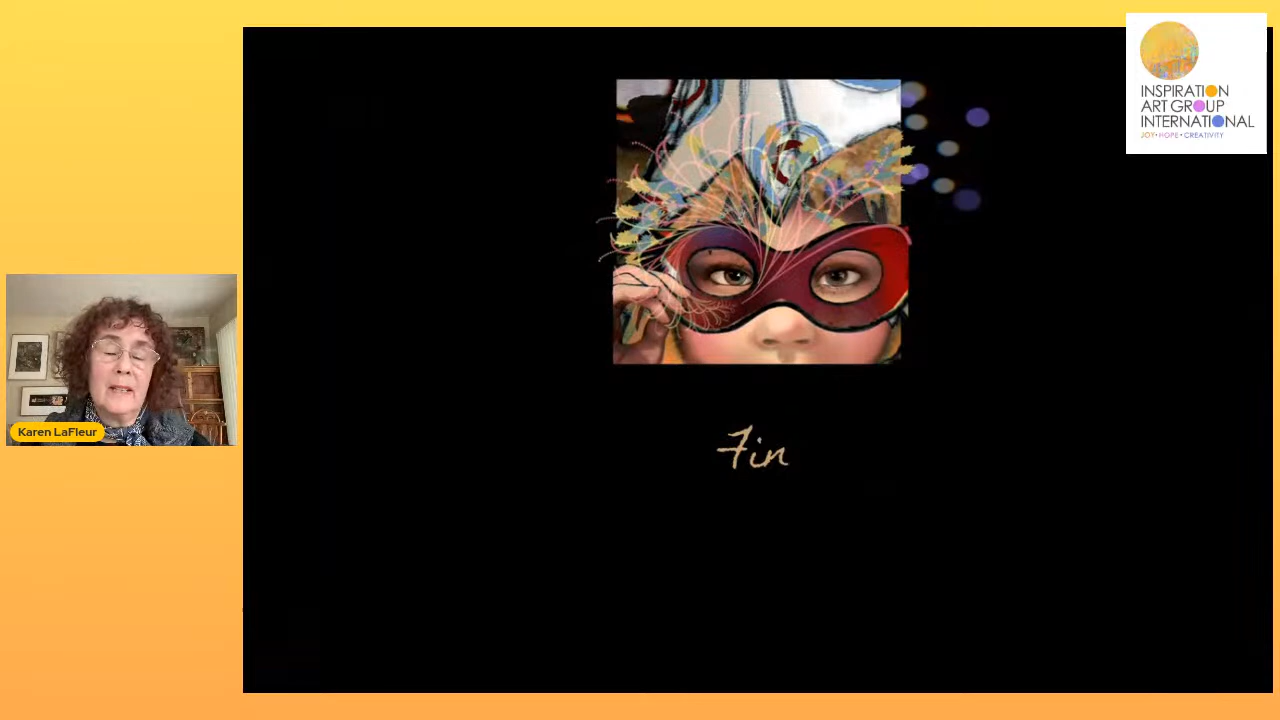 INSPIRATION
ART GROUP
INTERNATIONAL
JOY • HOPE • CREATIVITY
Karen LaFleur
Fin